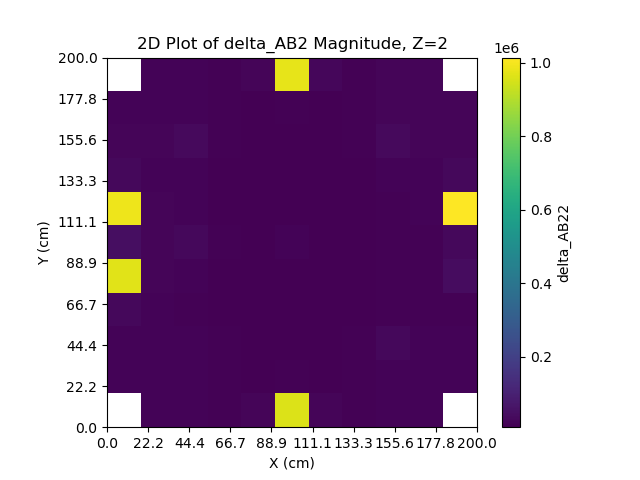 2D Plot of delta_AB2 Magnitude, Z=2
1e6
200.0
177.8
155.6
133.3
111.1
88.9
66.7
44.4
22.2
0.0
Y (cm)
0.0 22.2 44.4 66.7 88.9 111.1 133.3 155.6 177.8 200.0
X (cm)
1.0
0.8
0.6
0.4
0.2
delta_AB22